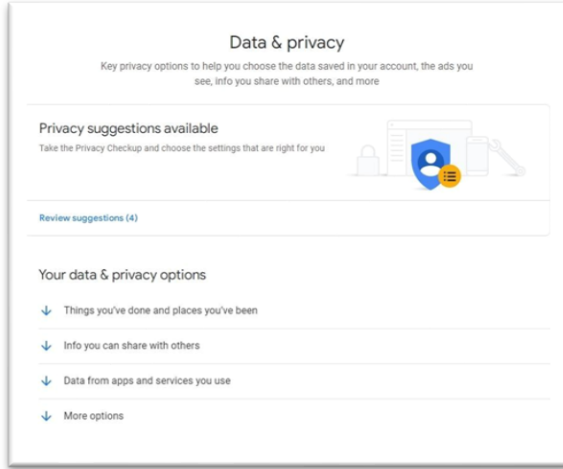 Data & privacy
Key privacy options to help you choose the data saved in your account, the ads you
see, info you share with others, and more
Privacy suggestions available
Take the Privacy Checkup and choose the settings that are right for you
Review suggestions (4)
Your data & privacy options
Things you've done and places you've been
Info you can share with others
Data from apps and services you use
More options